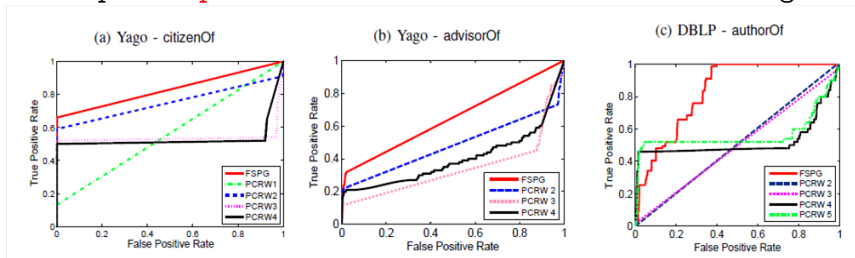 (a) Yago - citizenOf
(b) Yago - advisorOf
(c) DBLP - authorOf
True Positive Rate
1
0.8
0.6
0.4
0.2
0
0
0.2
0.4
0.6
0.8
1
False Positive Rate
FSPG
PCRW1
PCRW2
PCRW3
PCRW4
True Positive Rate
1
0.8
0.6
0.4
0.2
0
0
0.2
0.4
0.6
0.8
1
False Positive Rate
FSPG
PCRW 2
PCRW 3
PCRW 4
True Positive Rate
1
0.8
0.6
0.4
0.2
0
0
0.2
0.4
0.6
0.8
1
False Positive Rate
FSPG
PCRW 2
PCRW 3
PCRW 4
PCRW 5